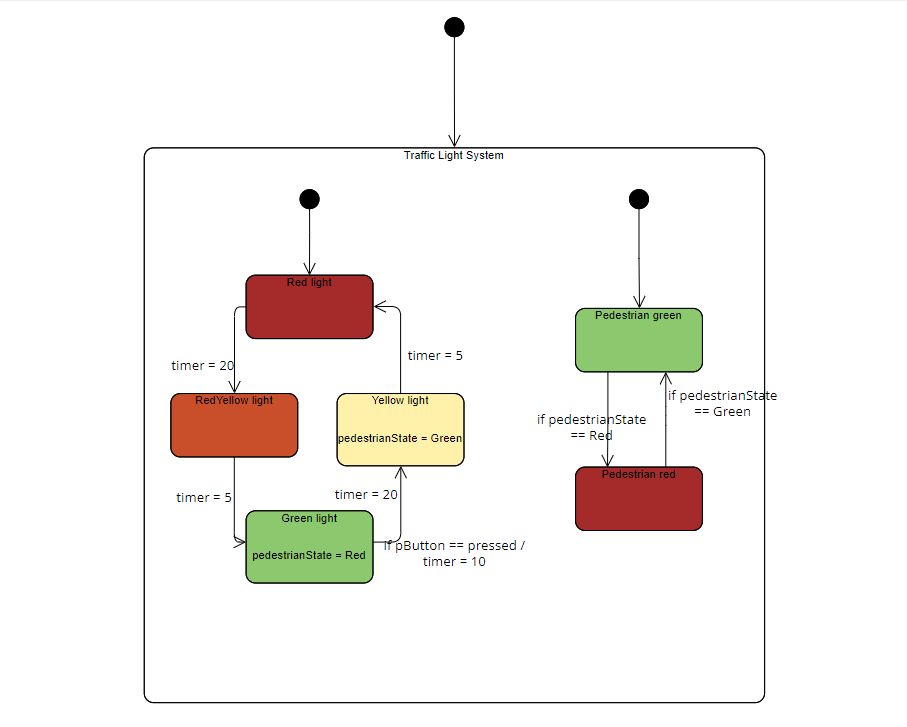 Traffic Light System
Red light
timer = 20
timer = 5
RedYellow light
Yellow light
pedestrianState = Green
timer = 5
timer = 20
Green light
pedestrianState = Red
if pButton == pressed /
timer = 10
Pedestrian green
if pedestrianState
== Red
if pedestrianState
== Green
Pedestrian red